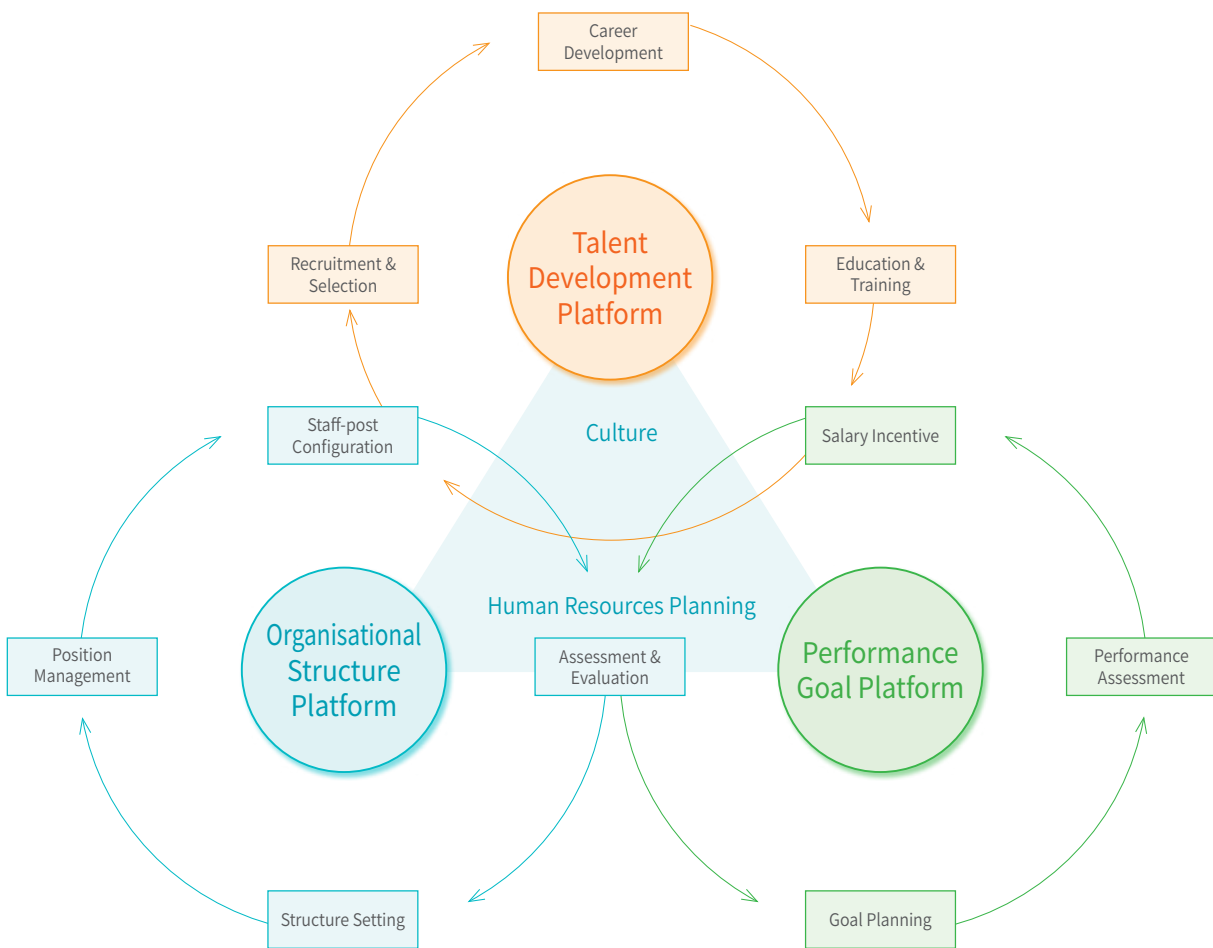 Career
Development
Talent
Development
Platform
Recruitment &
Selection
Education &
Training
Staff-post
Configuration
Culture
Salary Incentive
Human Resources Planning
Organisational
Structure
Platform
Performance
Goal Platform
Position
Management
Assessment &
Evaluation
Performance
Assessment
Structure Setting
Goal Planning